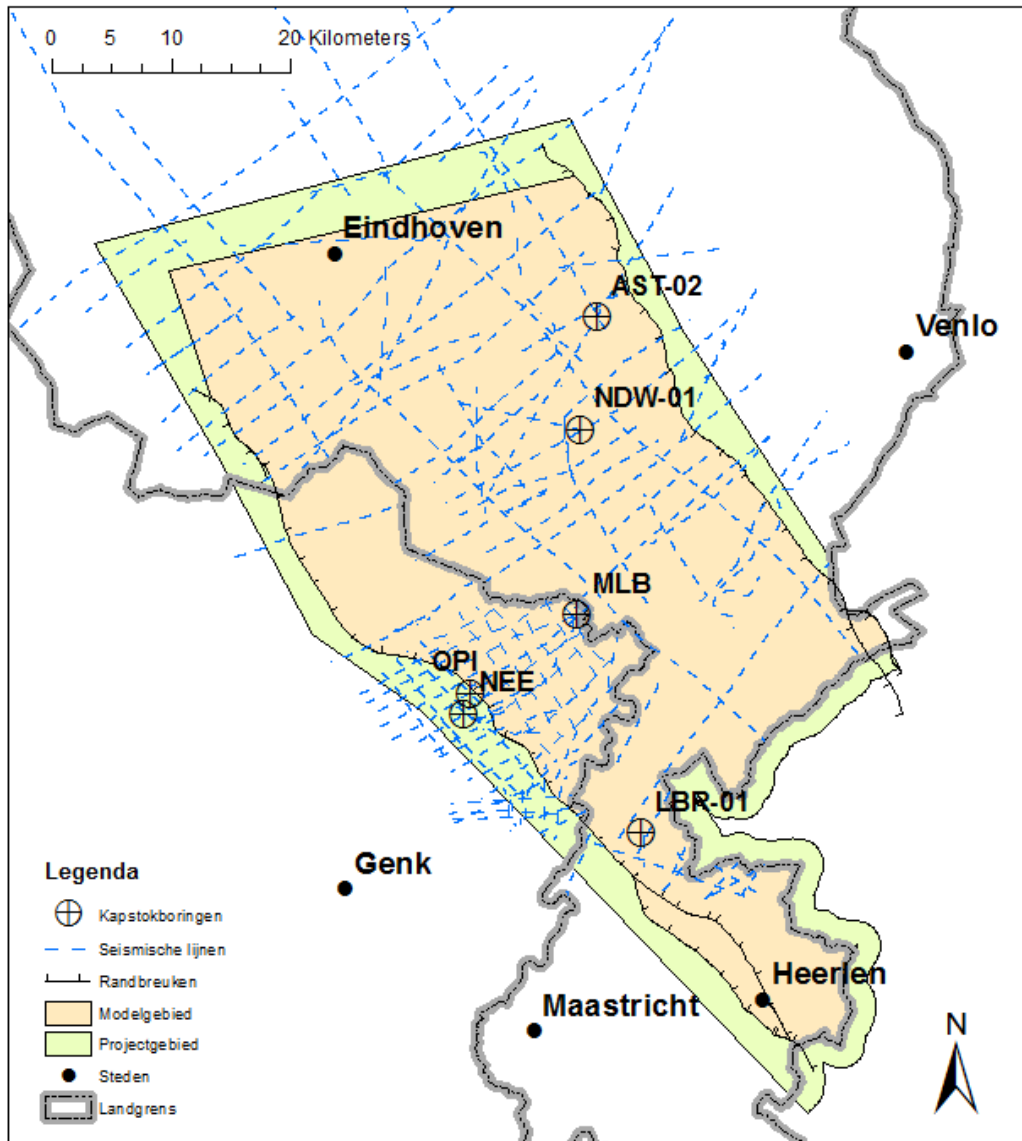 0 5 10 20 Kilometers
Eindhoven
AST-02
Venlo
NDW-01
MLB
OPI
NEE
LBR-01
Genk
Heerlen
Maastricht
N
Legenda
Kapstokboringen
Seismische lijnen
Randbreuken
Modelgebied
Projectgebied
Steden
Landgrens